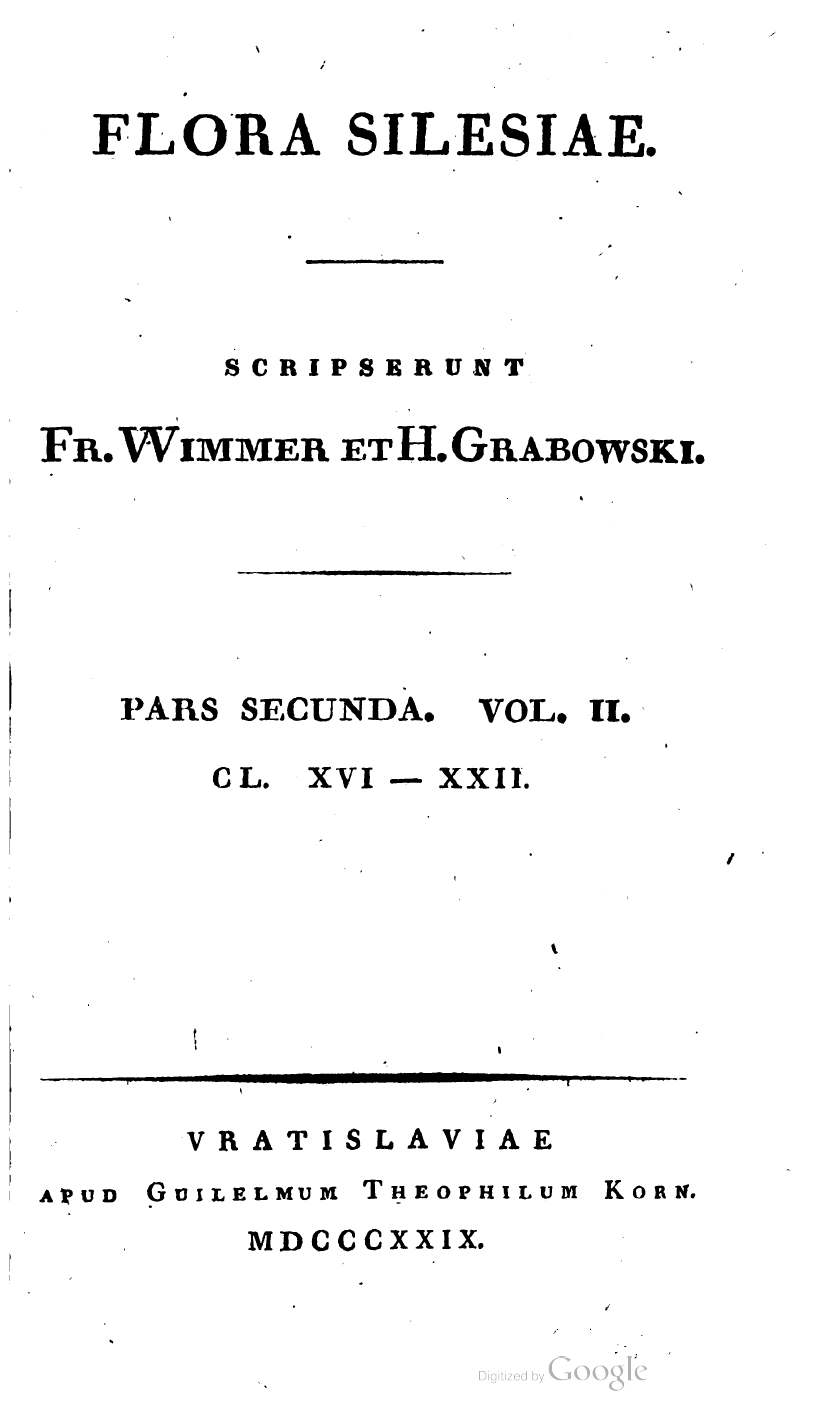 FLORA SILESIAE.
SCRIPSERUNT
FR. WIMMER ET H. GRABOWSKI.
PARS SECUNDA. VOL. II.
CL. XVI — XXII.
VRATISLAVIAE
APUD GUILELMUM THEOPHILUM KORN.
MDCCCXXIX.
Digitized by Google